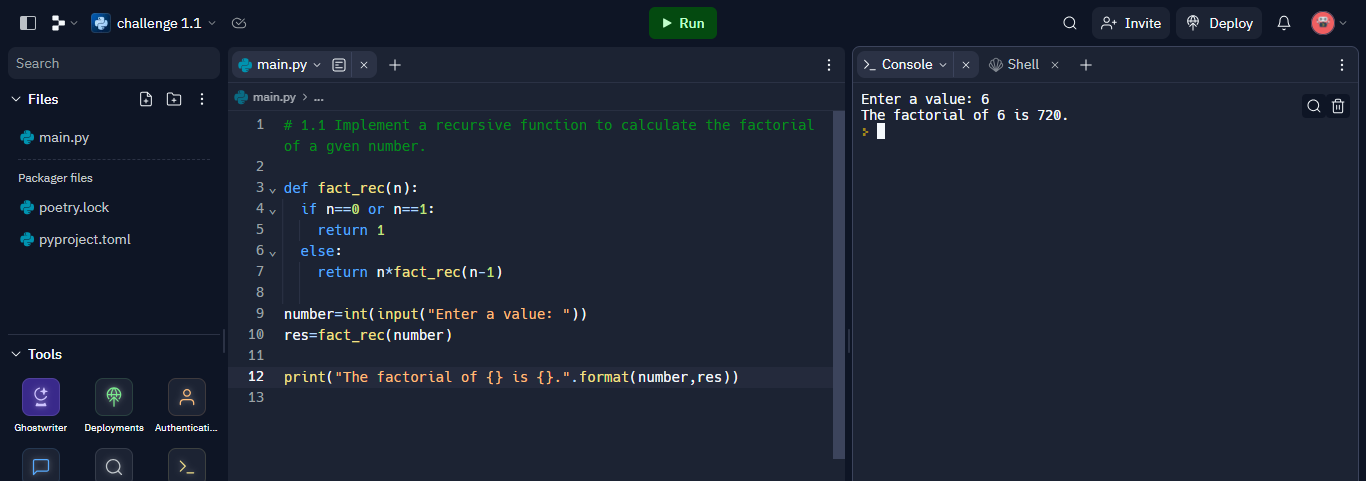 challenge 1.1
Run
Invite
Deploy
Search
Files
main.py
Packager files
poetry.lock
pyproject.toml
Tools
Ghostwriter
Deployments
Authenticati...
main.py
main.py > ...
1 # 1.1 Implement a recursive function to calculate the factorial
of a gven number.
2
3 def fact_rec(n):
4 if n==0 or n==1:
5 return 1
6 else:
7 return n*fact_rec(n-1)
8
9 number=int(input("Enter a value: "))
10 res=fact_rec(number)
11
12 print("The factorial of {} is {}.".format(number,res))
13
Console
Shell
Enter a value: 6
The factorial of 6 is 720.